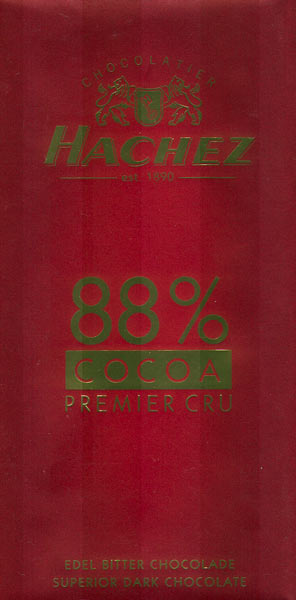 CHOCOLATIER
HACHEZ
est 1890
88%
COCOA
PREMIER CRU
EDEL BITTER CHOCOLADE
SUPERIOR DARK CHOCOLATE